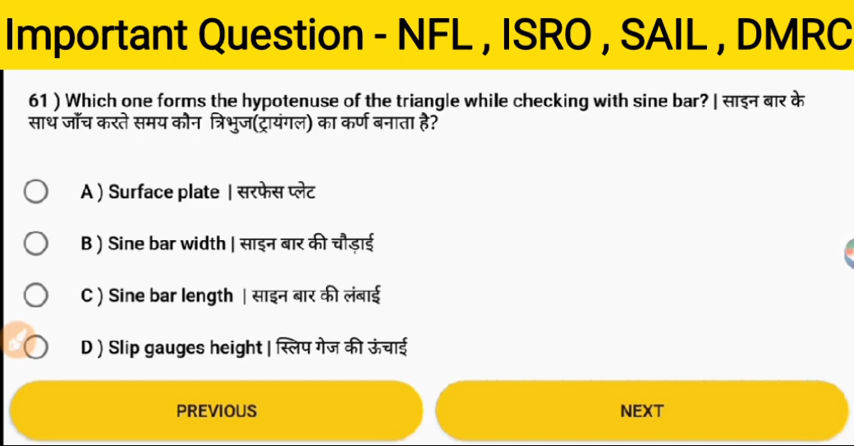 Important Question - NFL , ISRO , SAIL , DMRC
61 ) Which one forms the hypotenuse of the triangle while checking with sine bar? | साइन बार के
साथ जाँच करते समय कौन त्रिभुज(ट्रायंगल) का कर्ण बनाता है?
A ) Surface plate | सरफेस प्लेट
B ) Sine bar width | साइन बार की चौड़ाई
C ) Sine bar length | साइन बार की लंबाई
D ) Slip gauges height | स्लिप गेज की ऊंचाई
PREVIOUS
NEXT